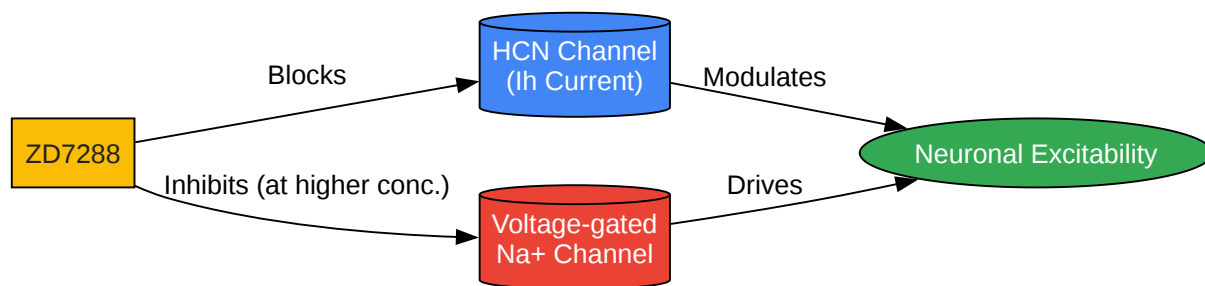 ZD7288
Blocks
Inhibits (at higher conc.)
HCN Channel
(Ih Current)
Voltage-gated
Na+ Channel
Modulates
Drives
Neuronal Excitability